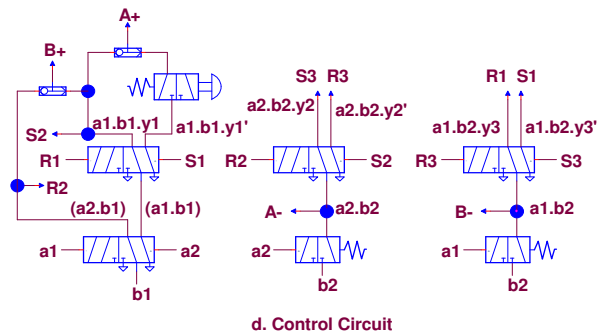 A+
B+
S3 R3
R1 S1
a1.b1.y1 a1.b1.y1'
a2.b2.y2 a2.b2.y2'
a1.b2.y3 a1.b2.y3'
S2
R1 S1
R2 S2
R3 S3
R2
(a2.b1) (a1.b1)
A- a2.b2
B- a1.b2
a1 a2
a2
a1
b1
b2
b2
d. Control Circuit